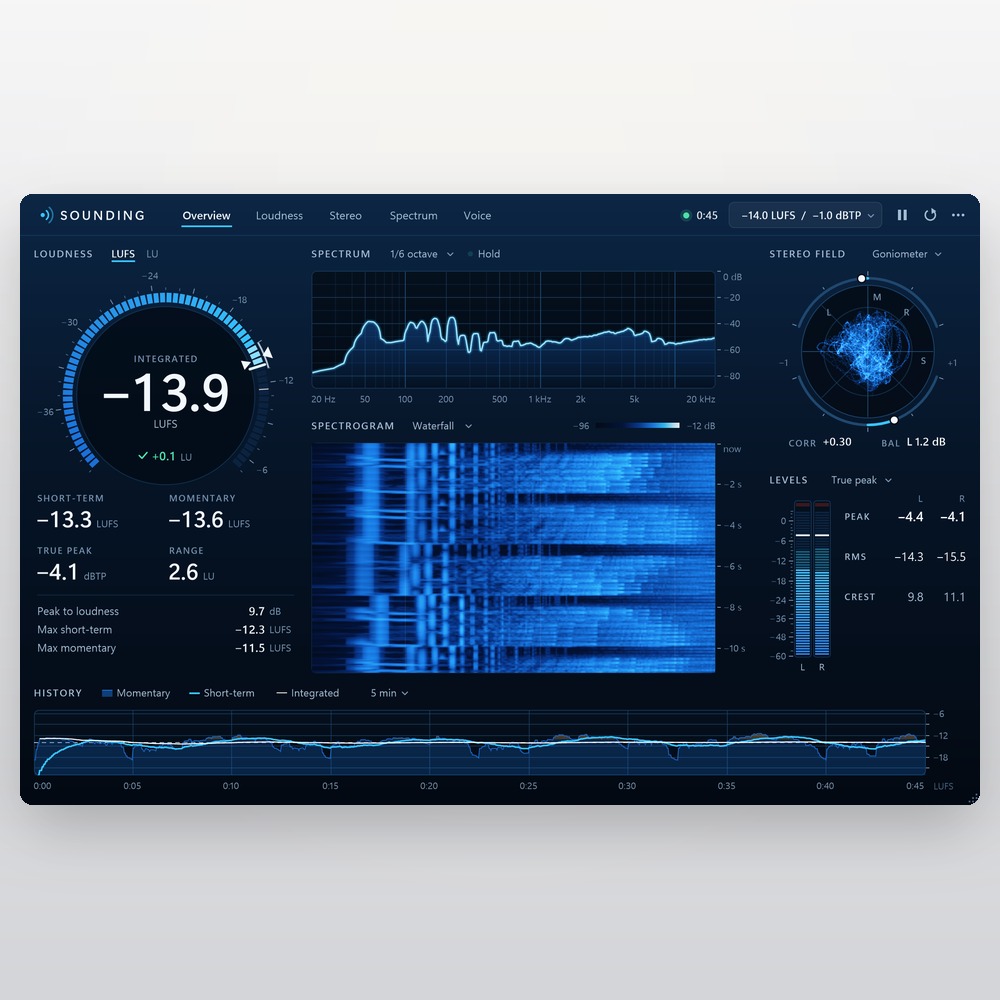 SOUNDING
Overview Loudness Stereo Spectrum Voice
0:45
−14.0 LUFS / −1.0 dBTP
LOUDNESS LUFS LU
−24
−18
−30
−12
−36
−6
INTEGRATED
−13.9
LUFS
+0.1 LU
SHORT-TERM MOMENTARY
−13.3 LUFS −13.6 LUFS
TRUE PEAK RANGE
−4.1 dBTP 2.6 LU
Peak to loudness 9.7 dB
Max short-term −12.3 LUFS
Max momentary −11.5 LUFS
SPECTRUM 1/6 octave Hold
0 dB
−20
−40
−60
−80
20 Hz 50 100 200 500 1 kHz 2k 5k 20 kHz
SPECTROGRAM Waterfall −96 −12 dB
now
−2 s
−4 s
−6 s
−8 s
−10 s
STEREO FIELD Goniometer
M
L R
−1 S +1
CORR +0.30 BAL L 1.2 dB
LEVELS True peak
L R
PEAK −4.4 −4.1
RMS −14.3 −15.5
CREST 9.8 11.1
0
−6
−12
−18
−24
−36
−48
−60
L R
HISTORY Momentary Short-term Integrated 5 min
−6
−12
−18
0:00 0:05 0:10 0:15 0:20 0:25 0:30 0:35 0:40 0:45 LUFS